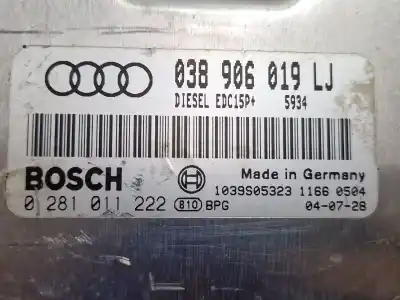 038 906 019 LJ
DIESEL EDC15P+ 5934
BOSCH
Made in Germany
1039S05323 1166 0504
0 281 011 222 810 BPG 04-07-28